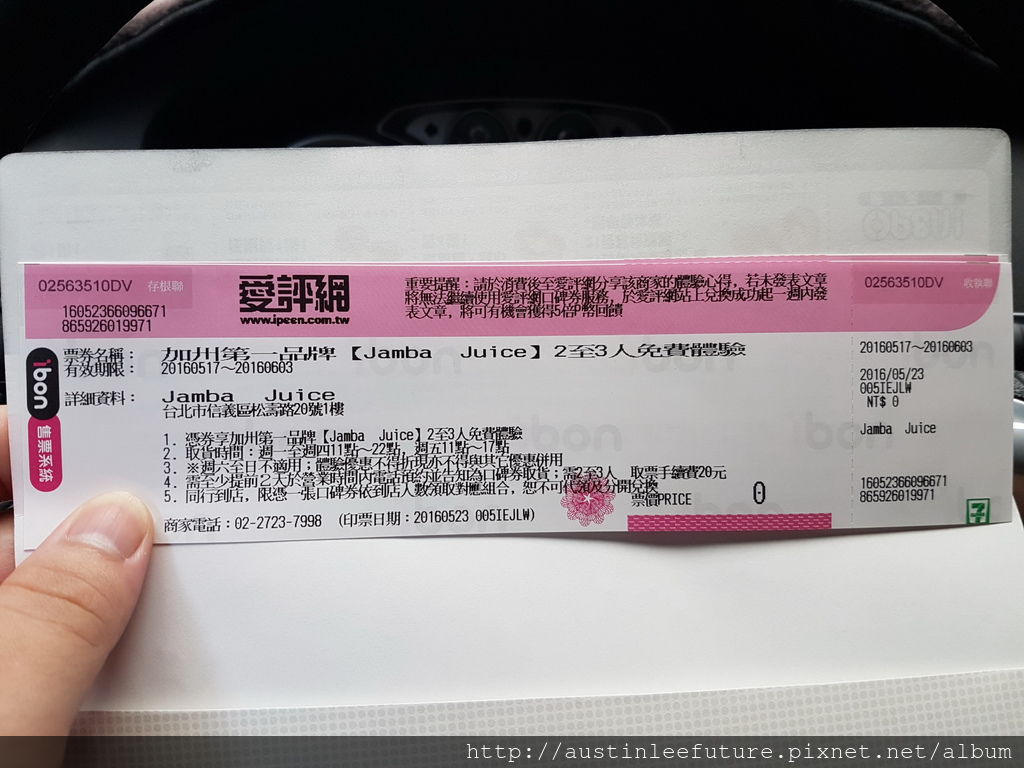 02563510DV 存根聯
16052366096671
865926019971
愛評網
www.ipeen.com.tw
重要提醒：請於消費後至愛評網分享該商家的體驗心得，若未發表文章
將無法繼續使用愛評網口碑券服務，於愛評網站上兌換成功起一週內發
表文章，將可有機會獲得5倍P幣回饋
02563510DV 收執聯
ibon
售票系統
票券名稱： 加州第一品牌【Jamba Juice】2至3人免費體驗
有效期限： 20160517～20160603
詳細資料： Jamba Juice
台北市信義區松壽路20號1樓
1. 憑券享加州第一品牌【Jamba Juice】2至3人免費體驗
2. 取貨時間：週一至週四11點～22點，週五11點～17點
3. ※週六至日不適用；體驗優惠不得折現亦不得與其它優惠併用
4. 需至少提前2天於營業時間內電話預約並告知為口碑券取貨；需2至3人 取票手續費20元
5. 同行到店，限憑一張口碑券依到店人數領取對應組合，恕不可代領及分開兌換
票價PRICE 0
商家電話：02-2723-7998 (印票日期：20160523 005IEJLW)
20160517～20160603
2016/05/23
005IEJLW
NT$ 0
Jamba Juice
16052366096671
865926019971
http://austinleefuture.pixnet.net/album